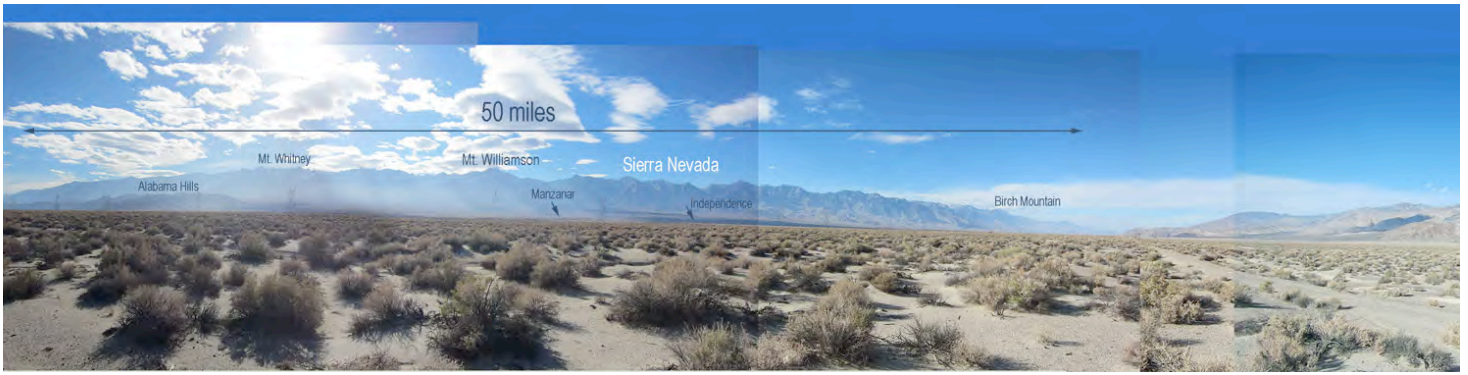 50 miles
Mt. Whitney
Mt. Williamson
Sierra Nevada
Alabama Hills
Manzanar
Independence
Birch Mountain